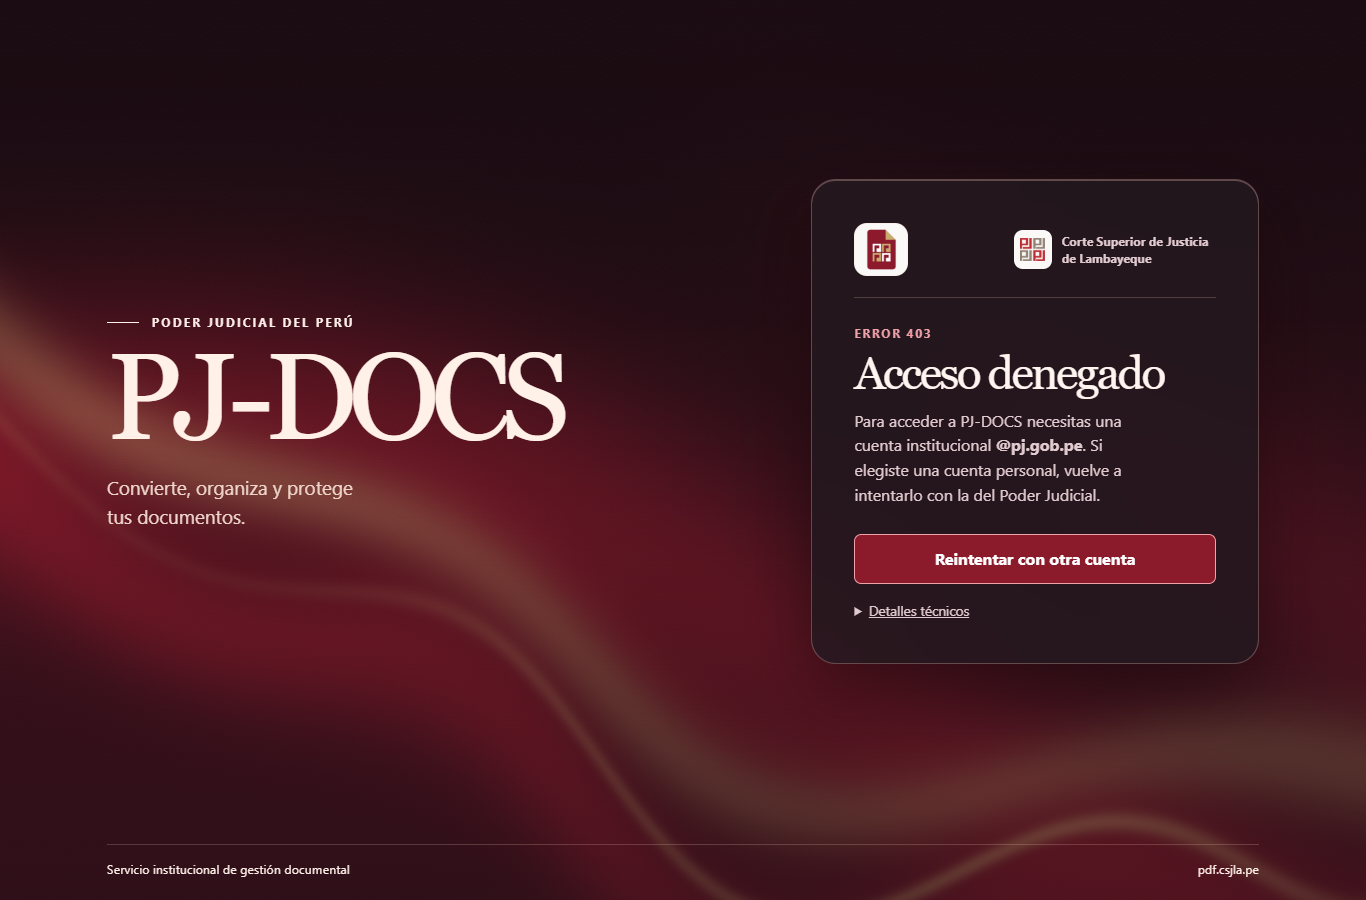 PODER JUDICIAL DEL PERÚ
PJ-DOCS
Convierte, organiza y protege
tus documentos.
Corte Superior de Justicia
de Lambayeque
ERROR 403
Acceso denegado
Para acceder a PJ-DOCS necesitas una
cuenta institucional @pj.gob.pe. Si
elegiste una cuenta personal, vuelve a
intentarlo con la del Poder Judicial.
Reintentar con otra cuenta
Detalles técnicos
Servicio institucional de gestión documental
pdf.csjla.pe